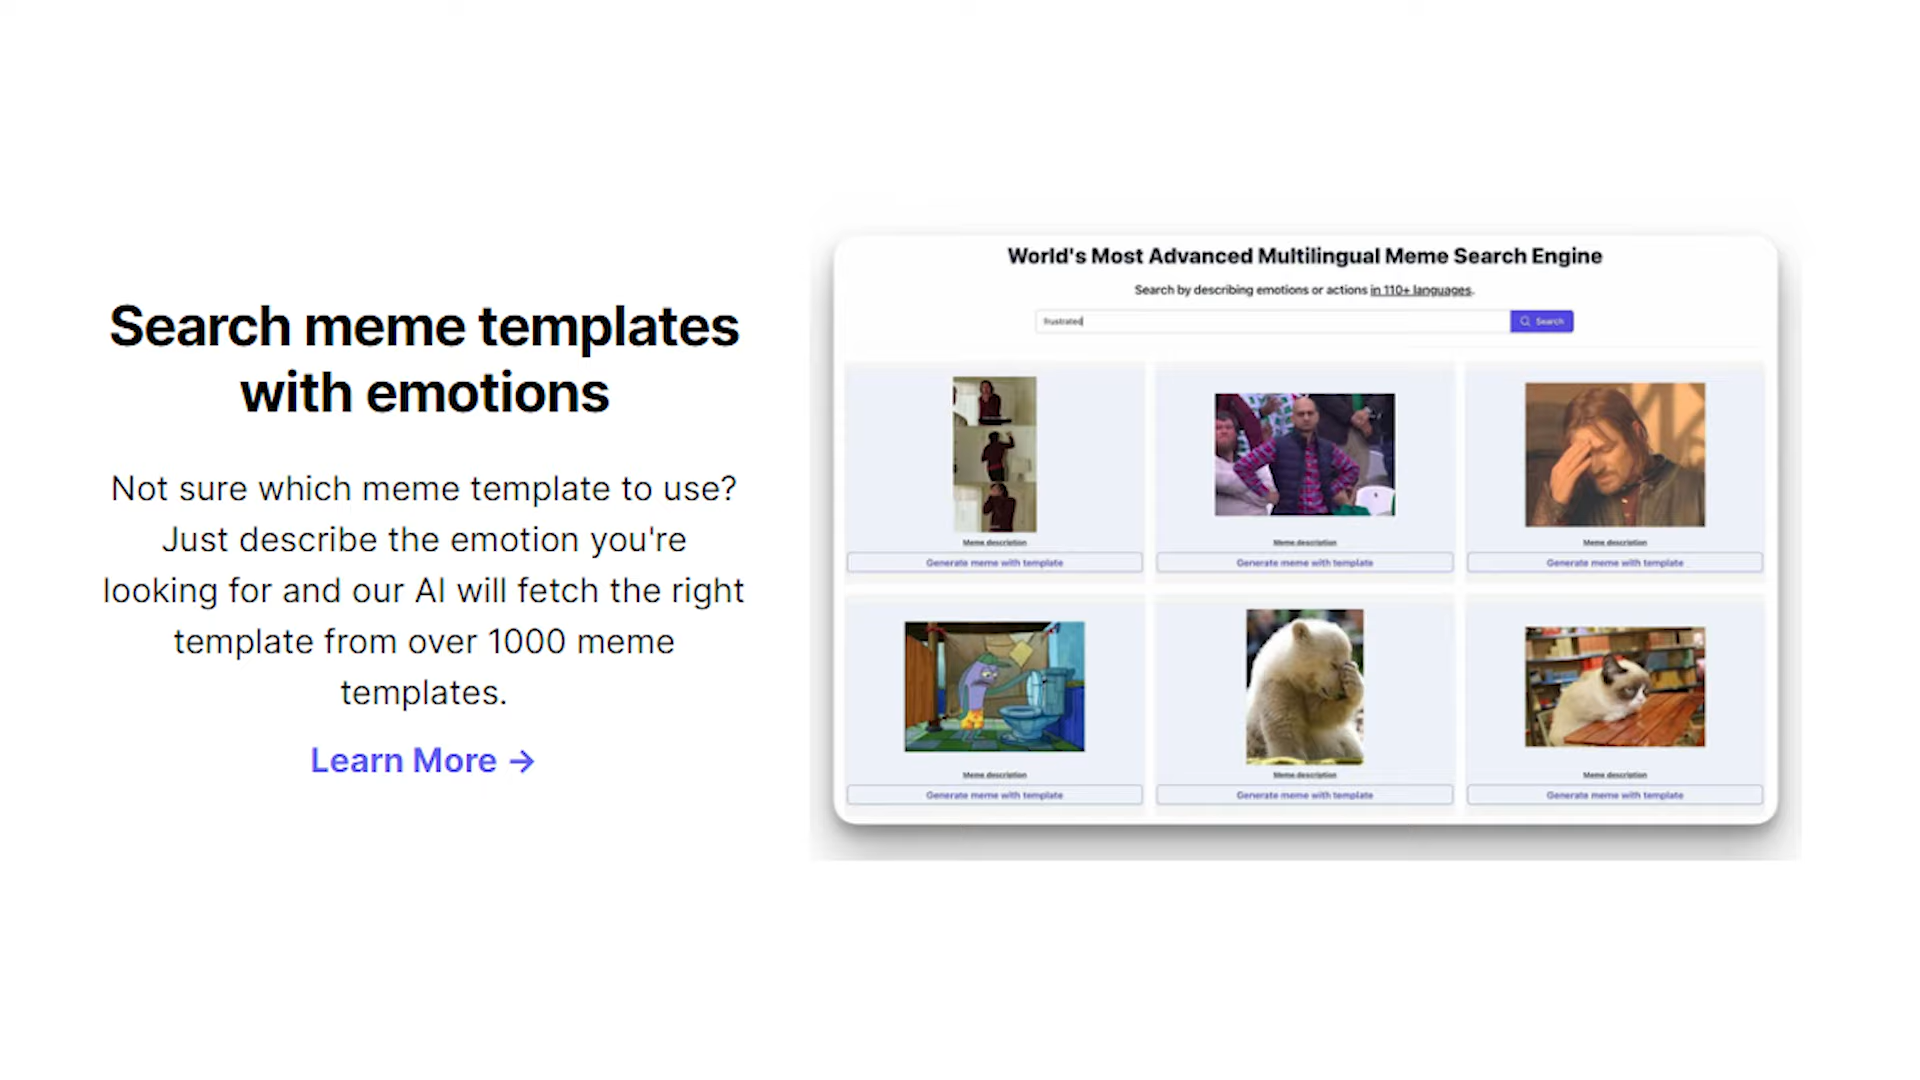 Search meme templates
with emotions
Not sure which meme template to use?
Just describe the emotion you're
looking for and our AI will fetch the right
template from over 1000 meme
templates.
Learn More →
World's Most Advanced Multilingual Meme Search Engine
Search by describing emotions or actions in 110+ languages.
frustrated
Search
Meme description
Meme description
Meme description
Generate meme with template
Generate meme with template
Generate meme with template
Meme description
Meme description
Meme description
Generate meme with template
Generate meme with template
Generate meme with template